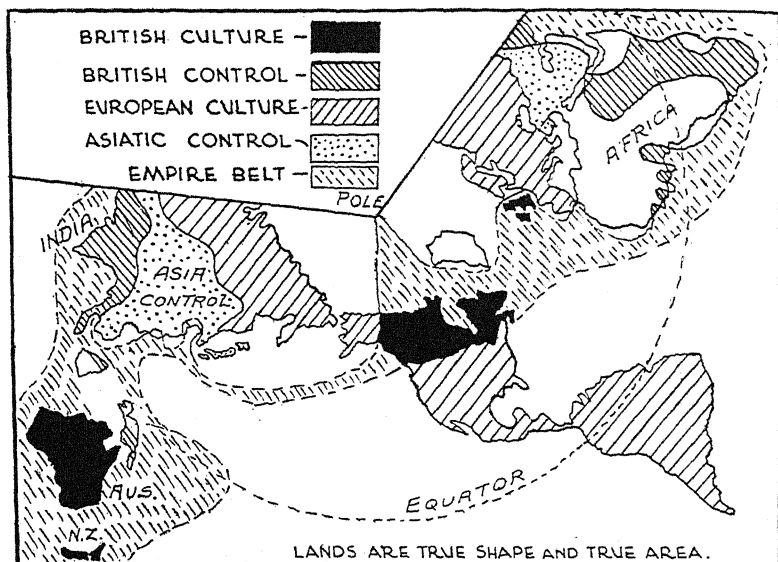 BRITISH CULTURE
BRITISH CONTROL
EUROPEAN CULTURE
ASIATIC CONTROL
EMPIRE BELT
POLE
AFRICA
INDIA
ASIA
CONTROL
AUS.
N.Z.
EQUATOR
LANDS ARE TRUE SHAPE AND TRUE AREA.